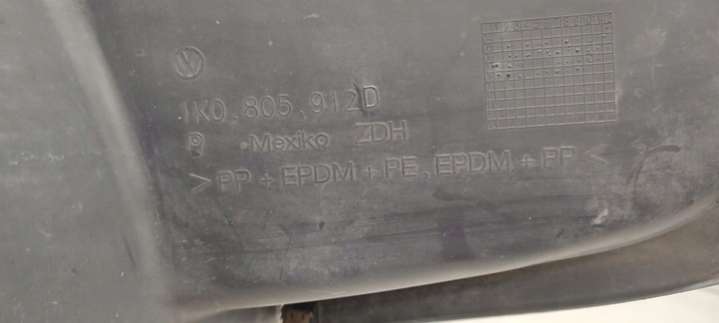 1K0.805.912D
Mexiko ZDH
> PP + EPDM + PE, EPDM + PP <